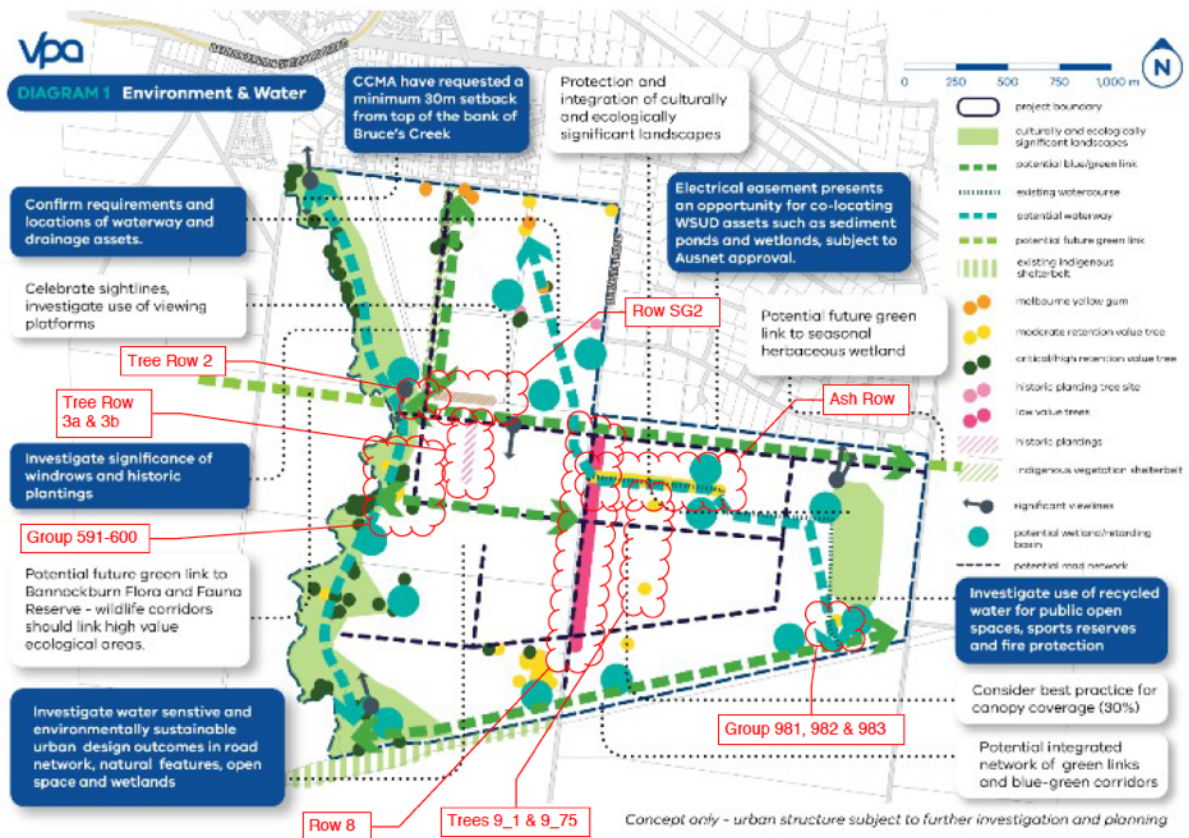 vpa
DIAGRAM 1 Environment & Water
CCMA have requested a
minimum 30m setback
from top of the bank of
Bruce's Creek
Protection and
integration of culturally
and ecologically
significant landscapes
0 250 500 750 1,000 m
N
project boundary
culturally and ecologically
significant landscapes
potential blue/green link
existing watercourse
potential waterway
potential future green link
existing indigenous
shelterbelt
melbourne yellow gum
moderate retention value tree
critical/high retention value tree
historic planting tree site
low value trees
historic plantings
indigenous vegetation shelterbelt
significant viewlines
potential wetland/retarding
basin
potential road network
Confirm requirements and
locations of waterway and
drainage assets.
Electrical easement presents
an opportunity for co-locating
WSUD assets such as sediment
ponds and wetlands, subject to
Ausnet approval.
Celebrate sightlines,
investigate use of viewing
platforms
Row SG2
Potential future green
link to seasonal
herbaceous wetland
Tree Row 2
Tree Row
3a & 3b
Ash Row
Investigate significance of
windrows and historic
plantings
Group 591-600
Potential future green link to
Bannockburn Flora and Fauna
Reserve - wildlife corridors
should link high value
ecological areas.
Investigate use of recycled
water for public open
spaces, sports reserves
and fire protection
Consider best practice for
canopy coverage (30%)
Group 981, 982 & 983
Investigate water senstive and
environmentally sustainable
urban design outcomes in road
network, natural features, open
space and wetlands
Potential integrated
network of green links
and blue-green corridors
Row 8
Trees 9_1 & 9_75
Concept only - urban structure subject to further investigation and planning